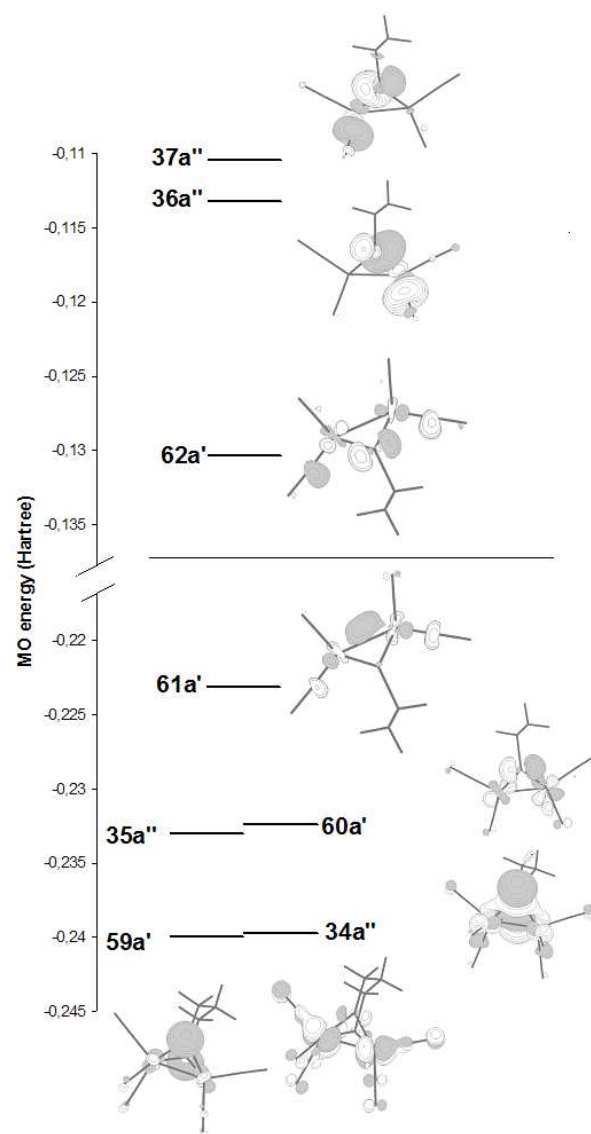 -0,11
37a"
36a"
-0,115
-0,12
-0,125
62a'
-0,13
-0,135
MO energy (Hartree)
-0,22
61a'
-0,225
-0,23
35a"
60a'
-0,235
59a'
34a"
-0,24
-0,245